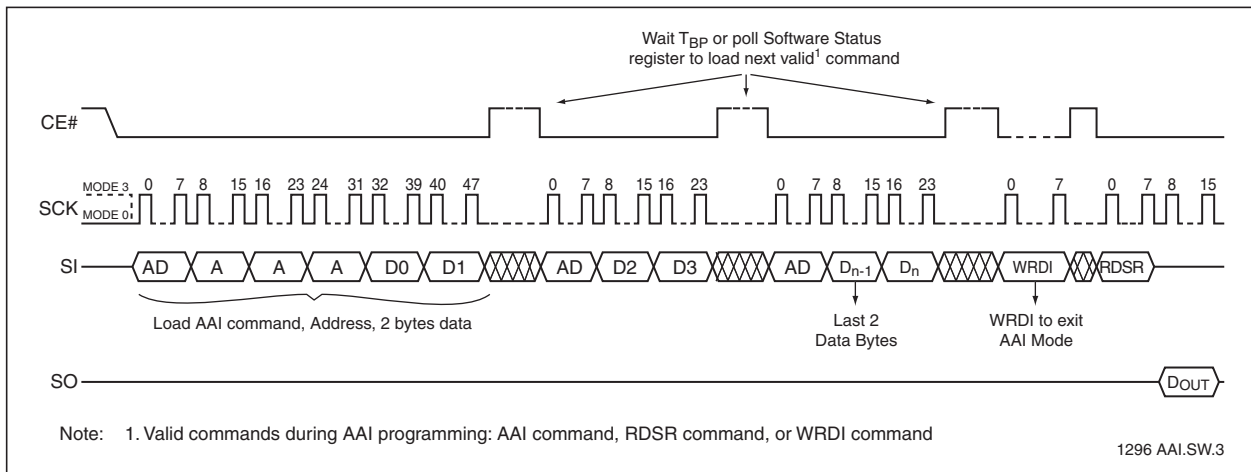 Wait TBP or poll Software Status
register to load next valid1 command
CE#
MODE 3 0 7 8 15 16 23 24 31 32 39 40 47 0 7 8 15 16 23 0 7 8 15 16 23 0 7 0 7 8 15
SCK MODE 0
SI AD A A A D0 D1 AD D2 D3 AD Dn-1 Dn WRDI RDSR
Load AAI command, Address, 2 bytes data
Last 2
Data Bytes
WRDI to exit
AAI Mode
SO DOUT
Note: 1. Valid commands during AAI programming: AAI command, RDSR command, or WRDI command
1296 AAI.SW.3